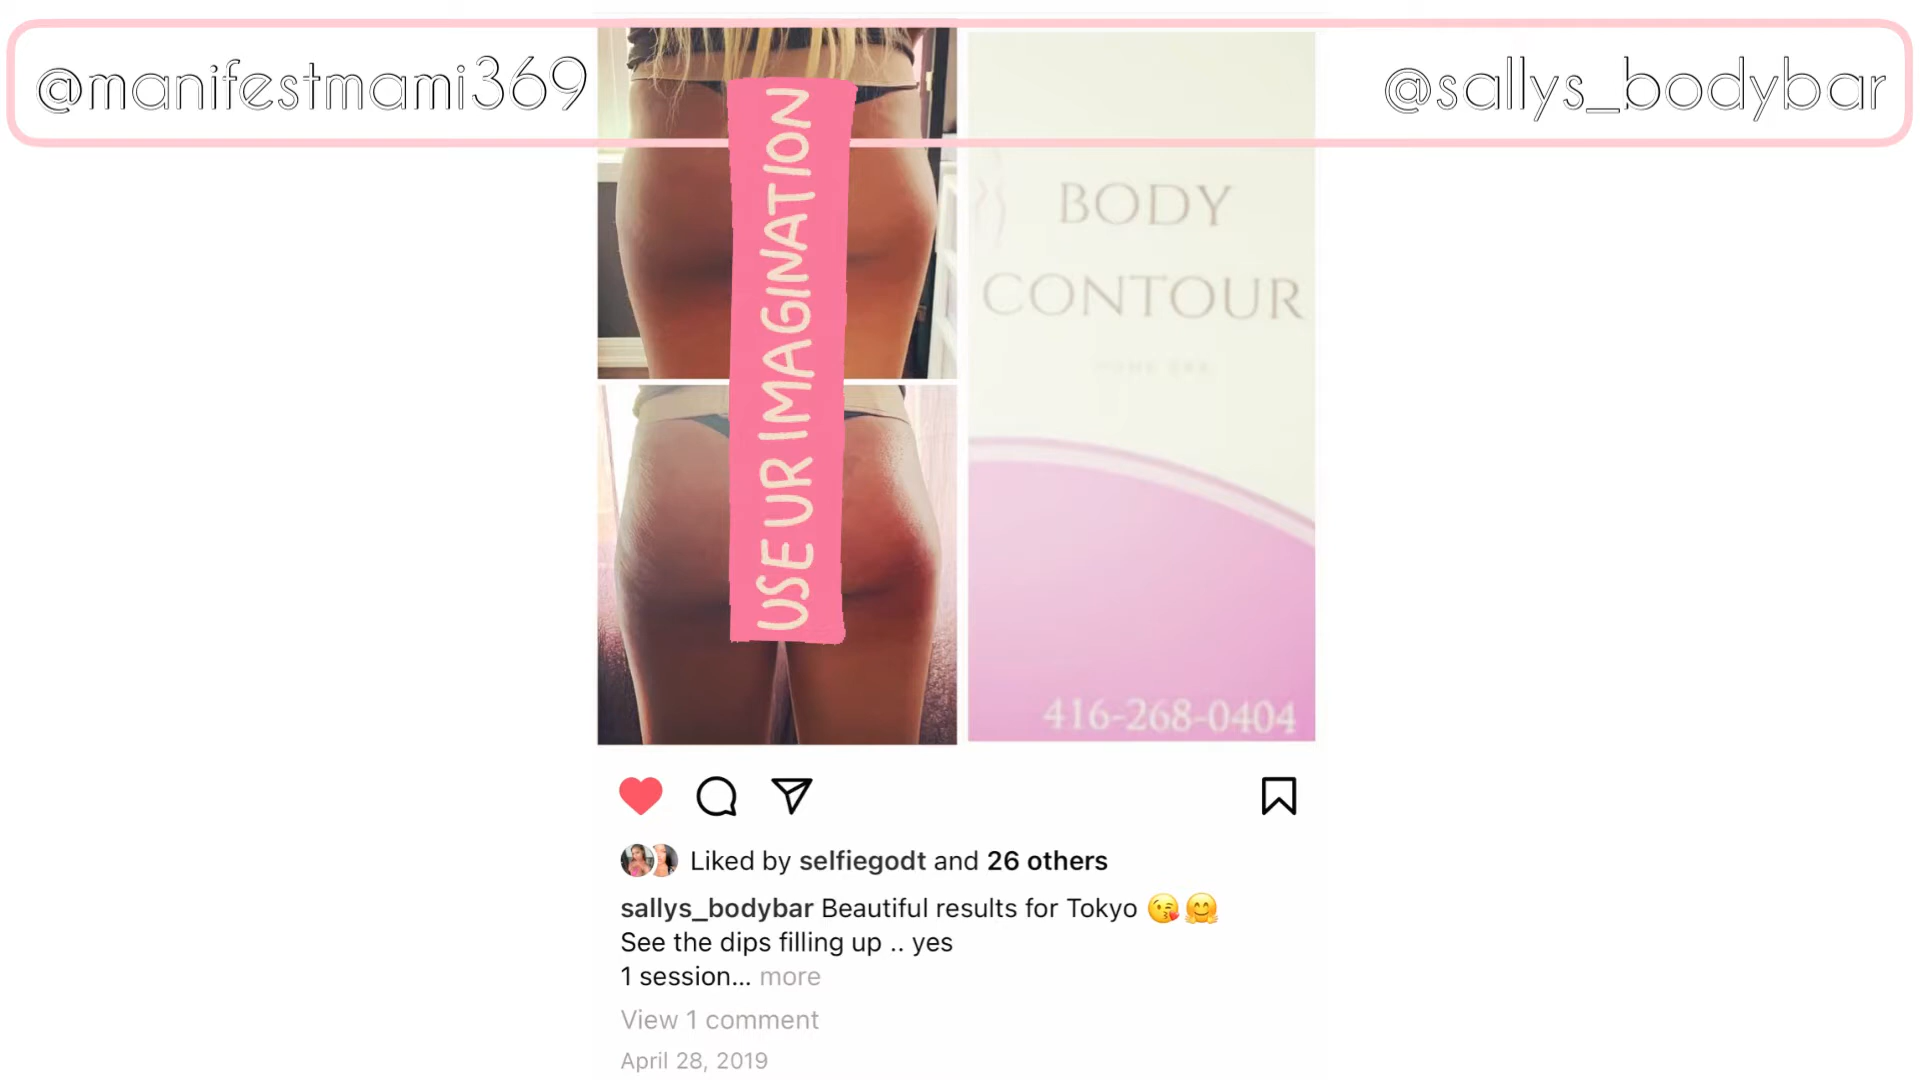 @manifestmami369
@sallys_bodybar
USE UR IMAGINATION
BODY
CONTOUR
416-268-0404
Liked by selfiegodt and 26 others
sallys_bodybar Beautiful results for Tokyo 😘🤗
See the dips filling up .. yes
1 session... more
View 1 comment
April 28, 2019